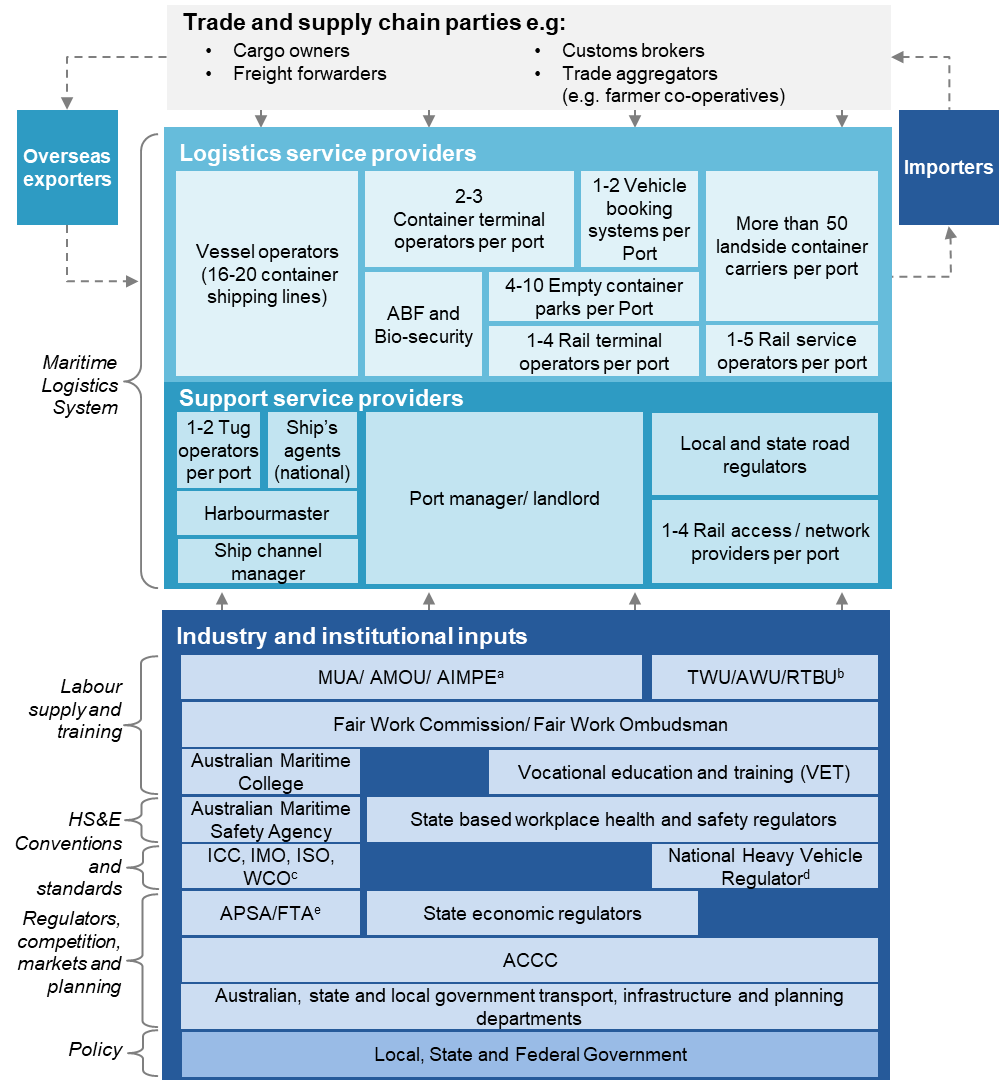 Trade and supply chain parties e.g:
• Cargo owners
• Freight forwarders
• Customs brokers
• Trade aggregators
(e.g. farmer co-operatives)
Overseas
exporters
Importers
Maritime
Logistics
System
Logistics service providers
Vessel operators
(16-20 container
shipping lines)
2-3
Container terminal
operators per port
1-2 Vehicle
booking
systems per
Port
More than 50
landside container
carriers per port
ABF and
Bio-security
4-10 Empty container
parks per Port
1-4 Rail terminal
operators per port
1-5 Rail service
operators per port
Support service providers
1-2 Tug
operators
per port
Ship's
agents
(national)
Harbourmaster
Ship channel
manager
Port manager/ landlord
Local and state road
regulators
1-4 Rail access / network
providers per port
Industry and institutional inputs
Labour
supply and
training
MUA/ AMOU/ AIMPEa
TWU/AWU/RTBUb
Fair Work Commission/ Fair Work Ombudsman
Australian Maritime
College
Vocational education and training (VET)
HS&E
Australian Maritime
Safety Agency
State based workplace health and safety regulators
Conventions
and
standards
ICC, IMO, ISO,
WCOc
National Heavy Vehicle
Regulatord
Regulators,
competition,
markets and
planning
APSA/FTAe
State economic regulators
ACCC
Australian, state and local government transport, infrastructure and planning
departments
Policy
Local, State and Federal Government